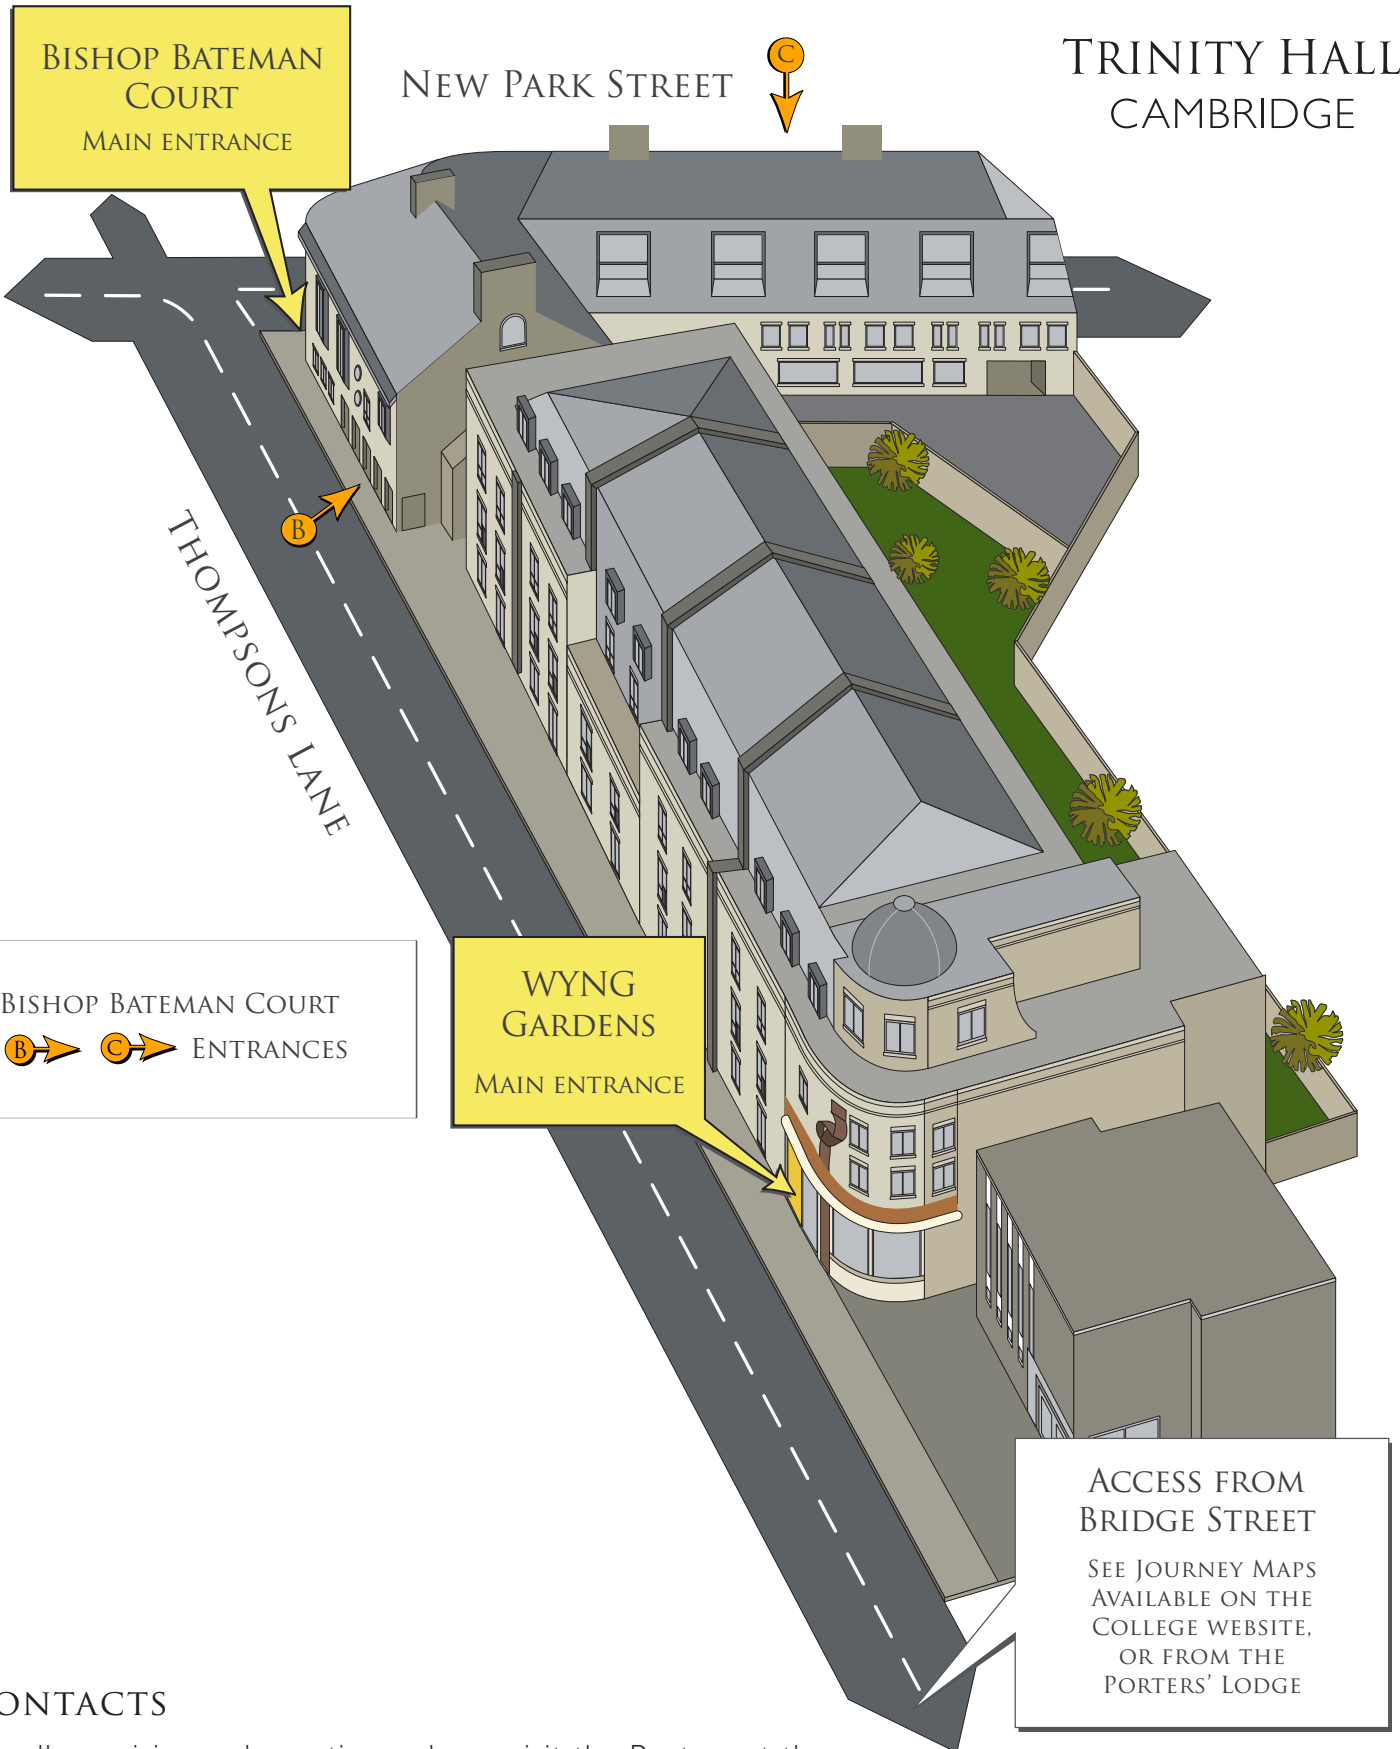 Bishop Bateman
Court
Main entrance
New Park Street
C
Trinity Hall
CAMBRIDGE
B
Thompsons Lane
Bishop Bateman Court
B C Entrances
WYNG
Gardens
Main entrance
Access from
Bridge Street
See Journey Maps
Available on the
College website,
or from the
Porters' Lodge
ontacts